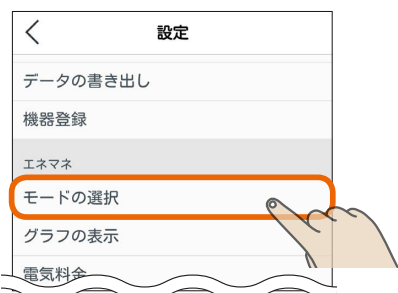 設定
データの書き出し
機器登録
エネマネ
モードの選択
グラフの表示
電気料金